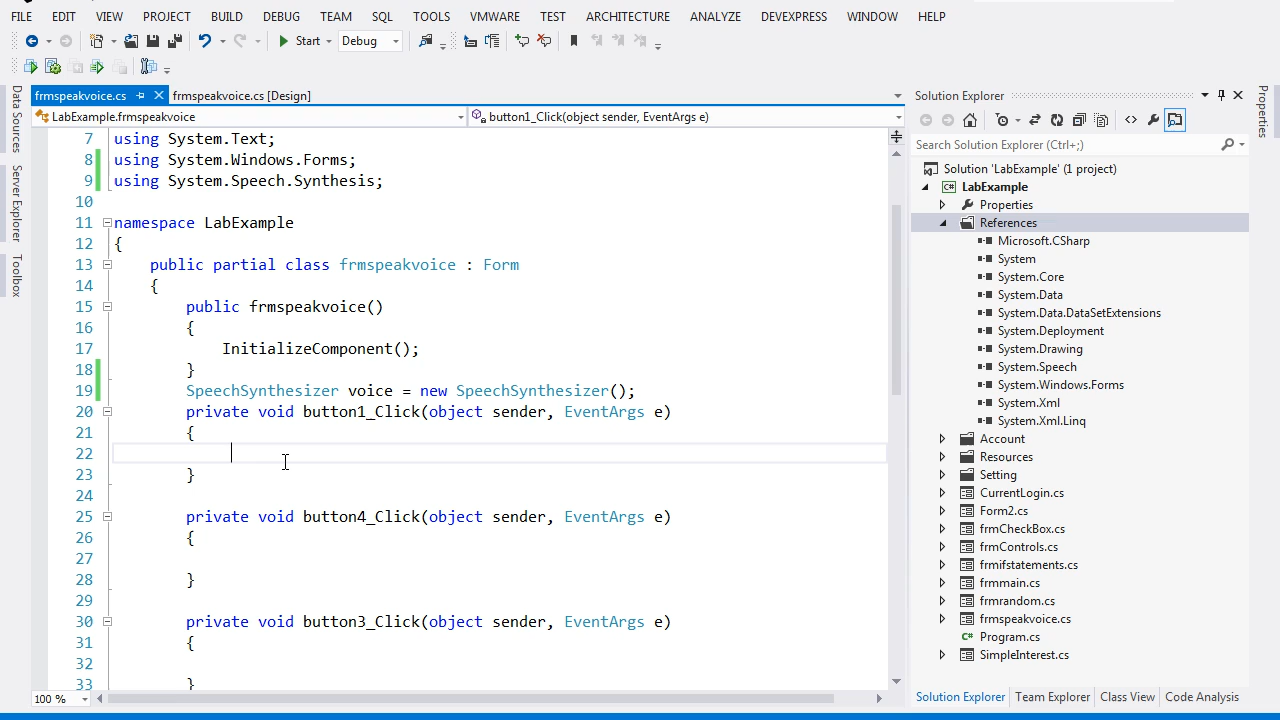 FILE EDIT VIEW PROJECT BUILD DEBUG TEAM SQL TOOLS VMWARE TEST ARCHITECTURE ANALYZE DEVEXPRESS WINDOW HELP
Start Debug
frmspeakvoice.cs frmspeakvoice.cs [Design]
LabExample.frmspeakvoice button1_Click(object sender, EventArgs e)
Data Sources
Server Explorer
Toolbox
7 using System.Text;
8 using System.Windows.Forms;
9 using System.Speech.Synthesis;
10
11 namespace LabExample
12 {
13 public partial class frmspeakvoice : Form
14 {
15 public frmspeakvoice()
16 {
17 InitializeComponent();
18 }
19 SpeechSynthesizer voice = new SpeechSynthesizer();
20 private void button1_Click(object sender, EventArgs e)
21 {
22
23 }
24
25 private void button4_Click(object sender, EventArgs e)
26 {
27
28 }
29
30 private void button3_Click(object sender, EventArgs e)
31 {
32
33 }
100 %
Solution Explorer
Search Solution Explorer (Ctrl+;)
Solution 'LabExample' (1 project)
LabExample
Properties
References
Microsoft.CSharp
System
System.Core
System.Data
System.Data.DataSetExtensions
System.Deployment
System.Drawing
System.Speech
System.Windows.Forms
System.Xml
System.Xml.Linq
Account
Resources
Setting
CurrentLogin.cs
Form2.cs
frmCheckBox.cs
frmControls.cs
frmifstatements.cs
frmmain.cs
frmrandom.cs
frmspeakvoice.cs
Program.cs
SimpleInterest.cs
Solution Explorer Team Explorer Class View Code Analysis
Properties